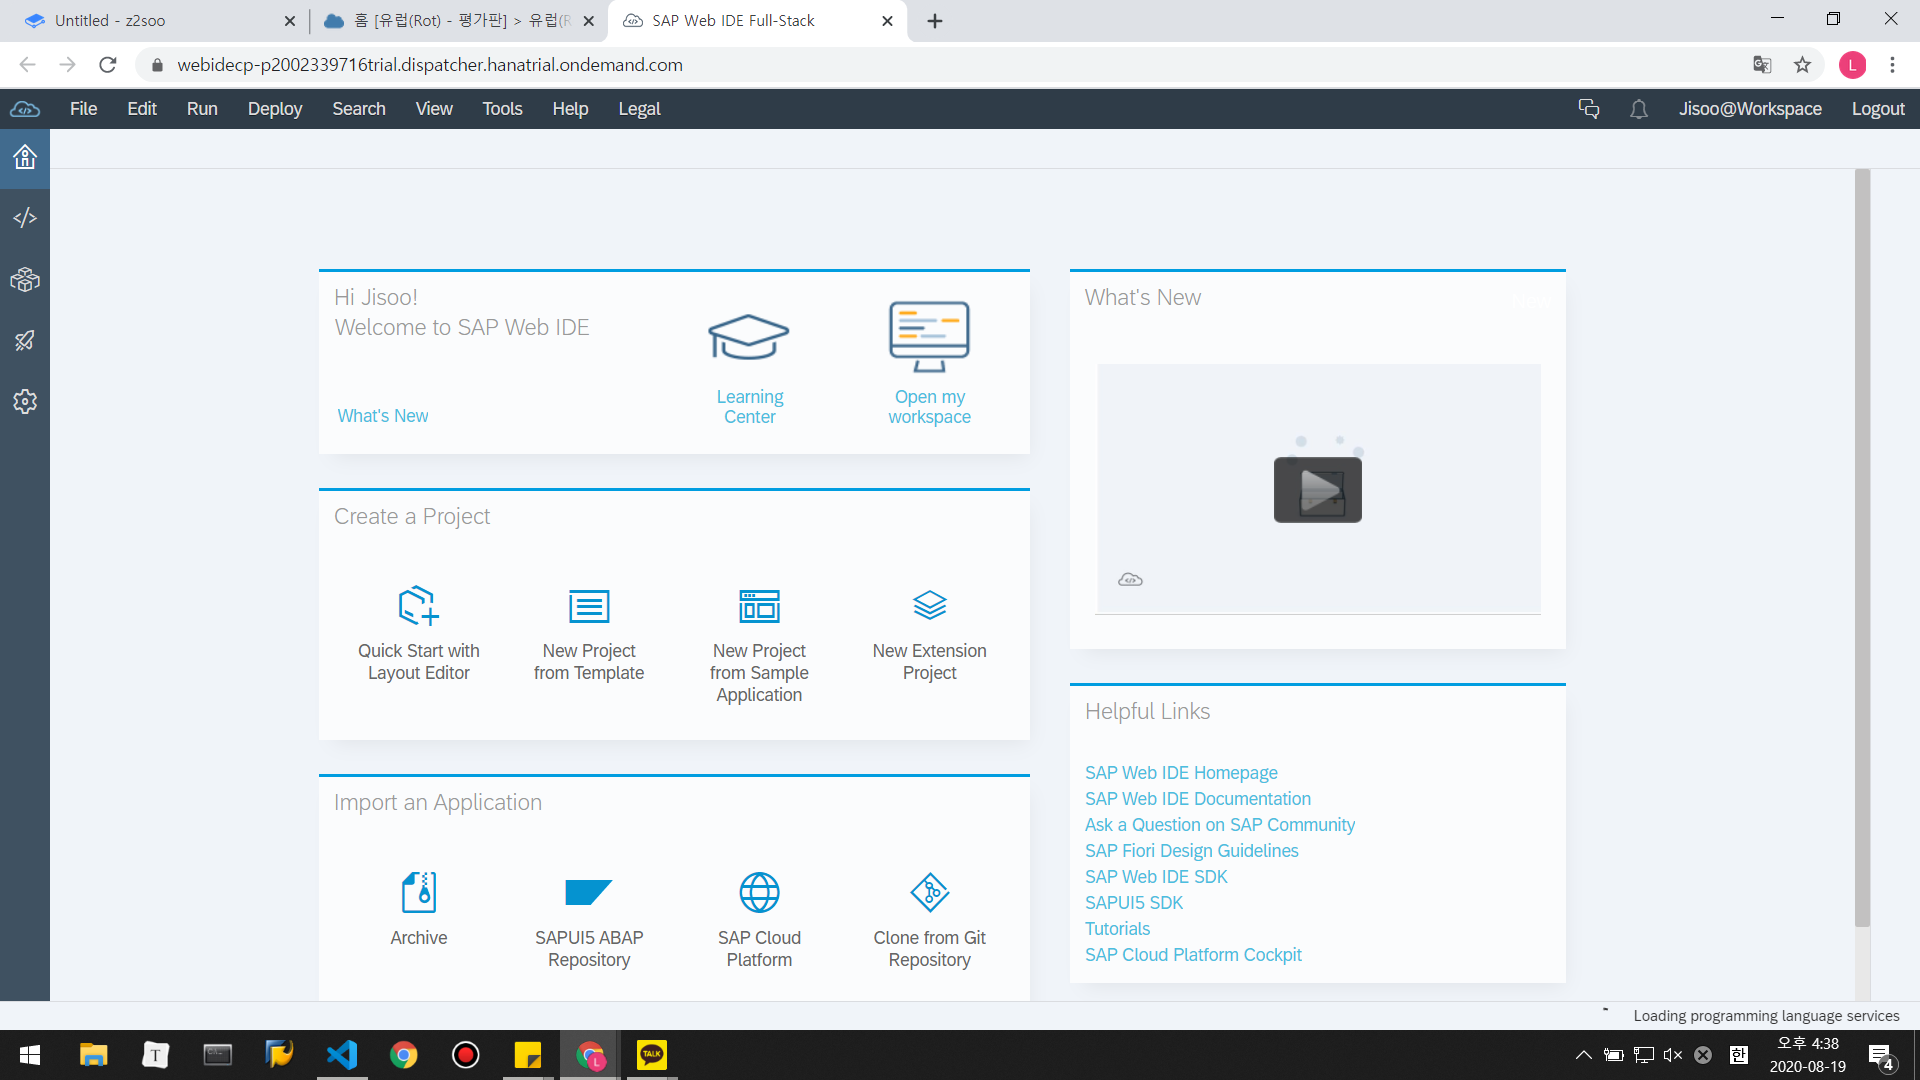 Untitled - z2soo
홈 [유럽(Rot) - 평가판] > 유럽(R
SAP Web IDE Full-Stack
webidecp-p2002339716trial.dispatcher.hanatrial.ondemand.com
L
File Edit Run Deploy Search View Tools Help Legal
Jisoo@Workspace Logout
Hi Jisoo!
Welcome to SAP Web IDE
What's New
Learning
Center
Open my
workspace
Create a Project
Quick Start with
Layout Editor
New Project
from Template
New Project
from Sample
Application
New Extension
Project
Import an Application
Archive
SAPUI5 ABAP
Repository
SAP Cloud
Platform
Clone from Git
Repository
What's New
Helpful Links
SAP Web IDE Homepage
SAP Web IDE Documentation
Ask a Question on SAP Community
SAP Fiori Design Guidelines
SAP Web IDE SDK
SAPUI5 SDK
Tutorials
SAP Cloud Platform Cockpit
Loading programming language services
T
L
TALK
한
오후 4:38
2020-08-19
4